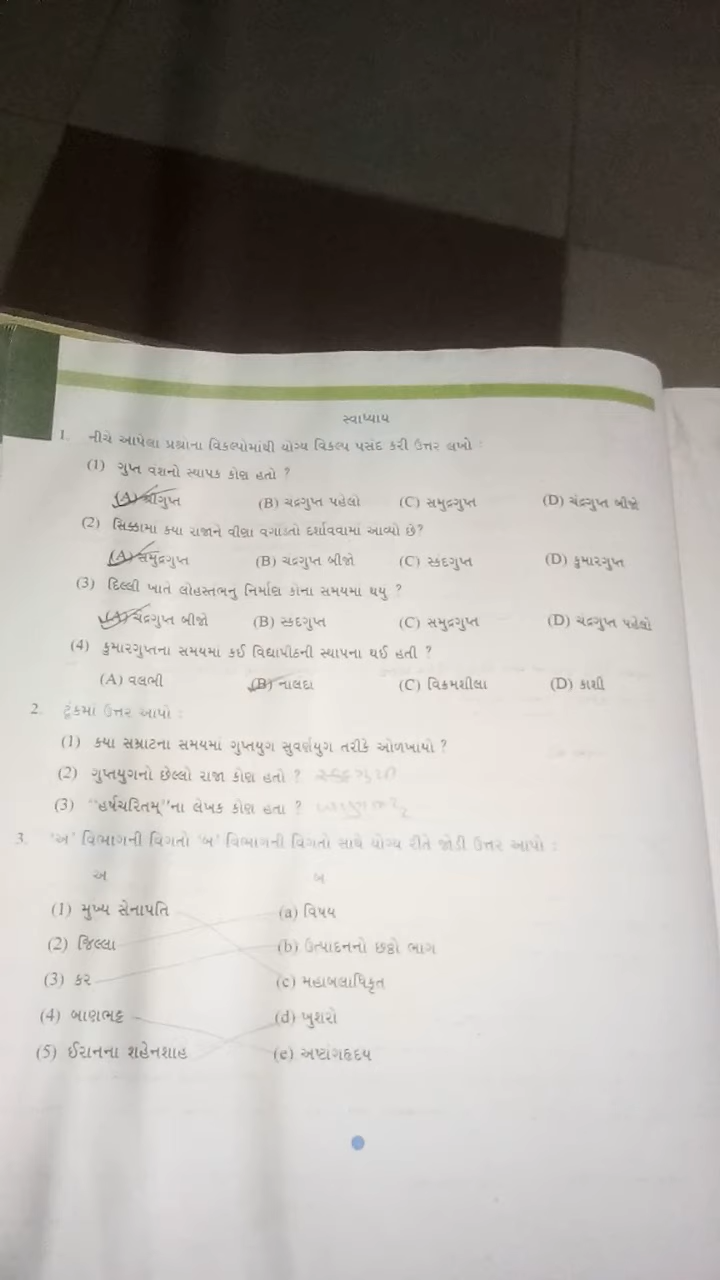 સ્વાધ્યાય
1. નીચે આપેલા પ્રશ્નોના વિકલ્પોમાંથી યોગ્ય વિકલ્પ પસંદ કરી ઉત્તર લખો :
(1) ગુપ્ત વંશનો સ્થાપક કોણ હતો ?
(A) શ્રીગુપ્ત (B) ચંદ્રગુપ્ત પહેલો (C) સમુદ્રગુપ્ત (D) ચંદ્રગુપ્ત બીજો
(2) સિક્કામાં ક્યા રાજાને વીણા વગાડતો દર્શાવવામાં આવ્યો છે?
(A) સમુદ્રગુપ્ત (B) ચંદ્રગુપ્ત બીજો (C) સ્કંદગુપ્ત (D) કુમારગુપ્ત
(3) દિલ્લી ખાતે લોહસ્તંભનું નિર્માણ કોના સમયમાં થયું ?
(A) ચંદ્રગુપ્ત બીજો (B) સ્કંદગુપ્ત (C) સમુદ્રગુપ્ત (D) ચંદ્રગુપ્ત પહેલો
(4) કુમારગુપ્તના સમયમાં કઈ વિદ્યાપીઠની સ્થાપના થઈ હતી ?
(A) વલભી (B) નાલંદા (C) વિક્રમશીલા (D) કાશી
2. ટૂંકમાં ઉત્તર આપો :
(1) ક્યા સમ્રાટના સમયમાં ગુપ્તયુગ સુવર્ણયુગ તરીકે ઓળખાયો ?
(2) ગુપ્તયુગનો છેલ્લો રાજા કોણ હતો ?
(3) "હર્ષચરિતમ્"ના લેખક કોણ હતા ?
3. 'અ' વિભાગની વિગતો 'બ' વિભાગની વિગતો સાથે યોગ્ય રીતે જોડી ઉત્તર આપો :
અ બ
(1) મુખ્ય સેનાપતિ (a) વિષય
(2) જિલ્લા (b) ઉત્પાદનનો છઠ્ઠો ભાગ
(3) કર (c) મહાબલાધિકૃત
(4) બાણભટ્ટ (d) ખુશરો
(5) ઈરાનના શહેનશાહ (e) અષ્ટાંગહૃદય